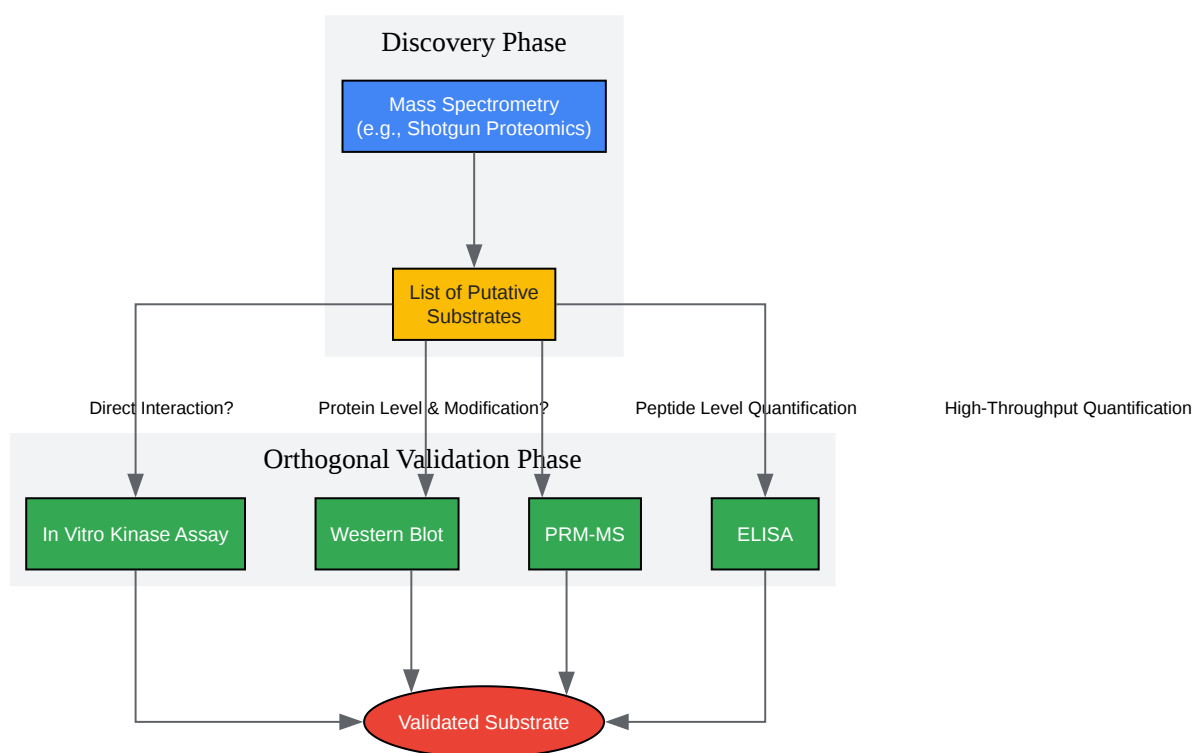 Discovery Phase
Mass Spectrometry
(e.g., Shotgun Proteomics)
List of Putative
Substrates
Direct Interaction?
Protein Level & Modification?
Peptide Level Quantification
High-Throughput Quantification
Orthogonal Validation Phase
In Vitro Kinase Assay
Western Blot
PRM-MS
ELISA
Validated Substrate